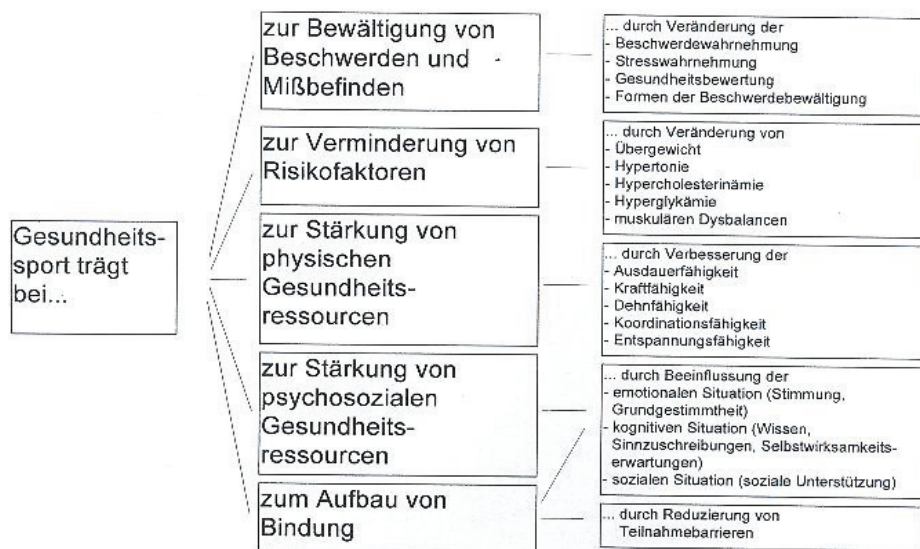 Gesundheits-
sport trägt
bei...
zur Bewältigung von
Beschwerden und
Mißbefinden
... durch Veränderung der
- Beschwerdewahrnehmung
- Stresswahrnehmung
- Gesundheitsbewertung
- Formen der Beschwerdebewältigung
zur Verminderung von
Risikofaktoren
... durch Veränderung von
- Übergewicht
- Hypertonie
- Hypercholesterinämie
- Hyperglykämie
- muskulären Dysbalancen
zur Stärkung von
physischen
Gesundheits-
ressourcen
... durch Verbesserung der
- Ausdauerfähigkeit
- Kraftfähigkeit
- Dehnfähigkeit
- Koordinationsfähigkeit
- Entspannungsfähigkeit
zur Stärkung von
psychosozialen
Gesundheits-
ressourcen
... durch Beeinflussung der
- emotionalen Situation (Stimmung,
Grundgestimmtheit)
- kognitiven Situation (Wissen,
Sinnzuschreibungen, Selbstwirksamkeits-
erwartungen)
- sozialen Situation (soziale Unterstützung)
zum Aufbau von
Bindung
... durch Reduzierung von
Teilnahmebarrieren